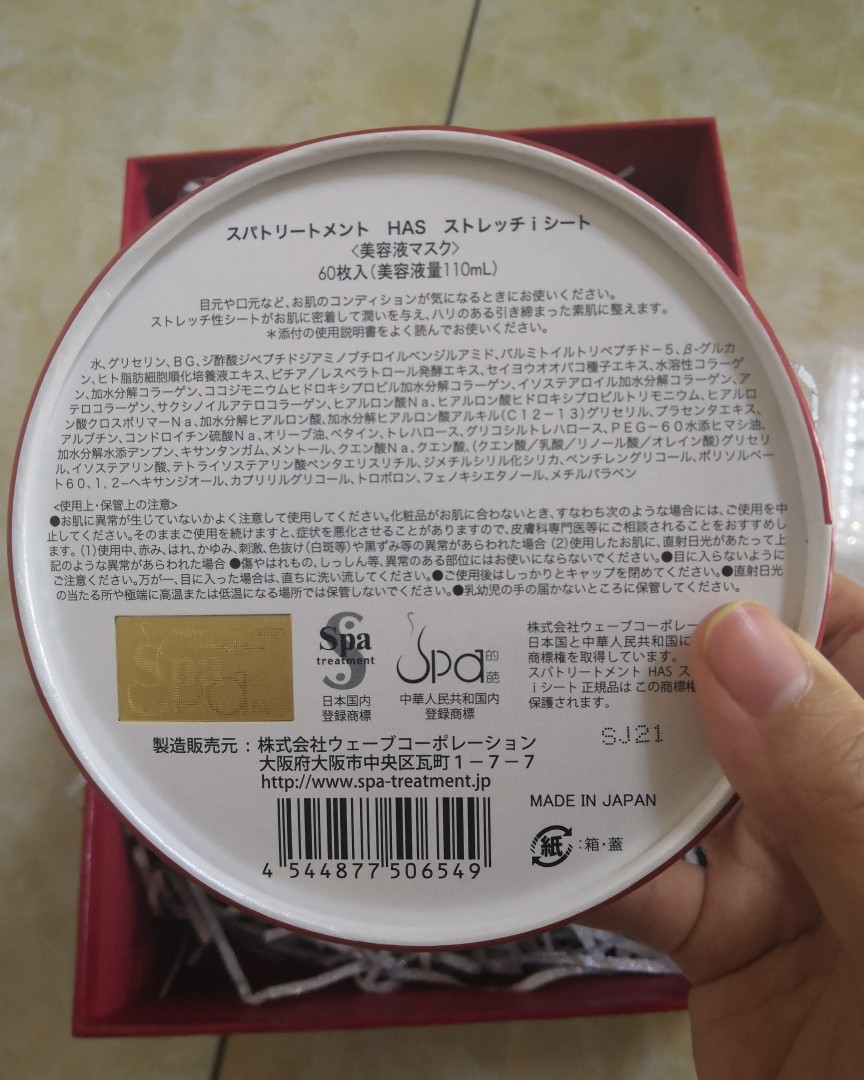 スパトリートメント HAS ストレッチiシート
〈美容液マスク〉
60枚入(美容液量110mL)
目元や口元など、お肌のコンディションが気になるときにお使いください。
ストレッチ性シートがお肌に密着して潤いを与え、ハリのある引き締まった素肌に整えます。
＊添付の使用説明書をよく読んでお使いください。
水、グリセリン、BG、ジ酢酸ジペプチドジアミノブチロイルベンジルアミド、パルミトイルトリペプチド-5、β-グルカ
ン、ヒト脂肪細胞順化培養液エキス、ピチア／レスベラトロール発酵エキス、セイヨウオオバコ種子エキス、水溶性コラーゲ
ン、加水分解コラーゲン、ココジモニウムヒドロキシプロピル加水分解コラーゲン、イソステアロイル加水分解コラーゲン、ア
テロコラーゲン、サクシノイルアテロコラーゲン、ヒアルロン酸Na、ヒアルロン酸ヒドロキシプロピルトリモニウム、ヒアルロ
ン酸クロスポリマーNa、加水分解ヒアルロン酸、加水分解ヒアルロン酸アルキル(C12-13)グリセリル、プラセンタエキス、
アルブチン、コンドロイチン硫酸Na、オリーブ油、ベタイン、トレハロース、グリコシルトレハロース、PEG-60水添ヒマシ油、
加水分解水添デンプン、キサンタンガム、メントール、クエン酸Na、クエン酸、(クエン酸／乳酸／リノール酸／オレイン酸)グリセリ
ル、イソステアリン酸、テトライソステアリン酸ペンタエリスリチル、ジメチルシリル化シリカ、ペンチレングリコール、ポリソルベー
ト60、1,2-ヘキサンジオール、カプリリルグリコール、トロポロン、フェノキシエタノール、メチルパラベン
〈使用上・保管上の注意〉
●お肌に異常が生じていないかよく注意して使用してください。化粧品がお肌に合わないとき、すなわち次のような場合には、ご使用を中
止してください。そのままご使用を続けますと、症状を悪化させることがありますので、皮膚科専門医等にご相談されることをおすすめし
ます。(1)使用中、赤み、はれ、かゆみ、刺激、色抜け(白斑等)や黒ずみ等の異常があらわれた場合 (2)使用したお肌に、直射日光があたって上
記のような異常があらわれた場合 ●傷やはれもの、しっしん等、異常のある部位にはお使いにならないでください。●目に入らないように
ご注意ください。万が一、目に入った場合は、直ちに洗い流してください。●ご使用後はしっかりとキャップを閉めてください。●直射日光
の当たる所や極端に高温または低温になる場所では保管しないでください。●乳幼児の手の届かないところに保管してください。
Spa
treatment
日本国内
登録商標
Spa的葩
中華人民共和国内
登録商標
株式会社ウェーブコーポレー
日本国と中華人民共和国に
商標権を取得しています。
スパトリートメント HAS ス
iシート 正規品は この商標権
保護されます。
SJ21
製造販売元：株式会社ウェーブコーポレーション
大阪府大阪市中央区瓦町1-7-7
http://www.spa-treatment.jp
MADE IN JAPAN
紙：箱・蓋
4 544877 506549